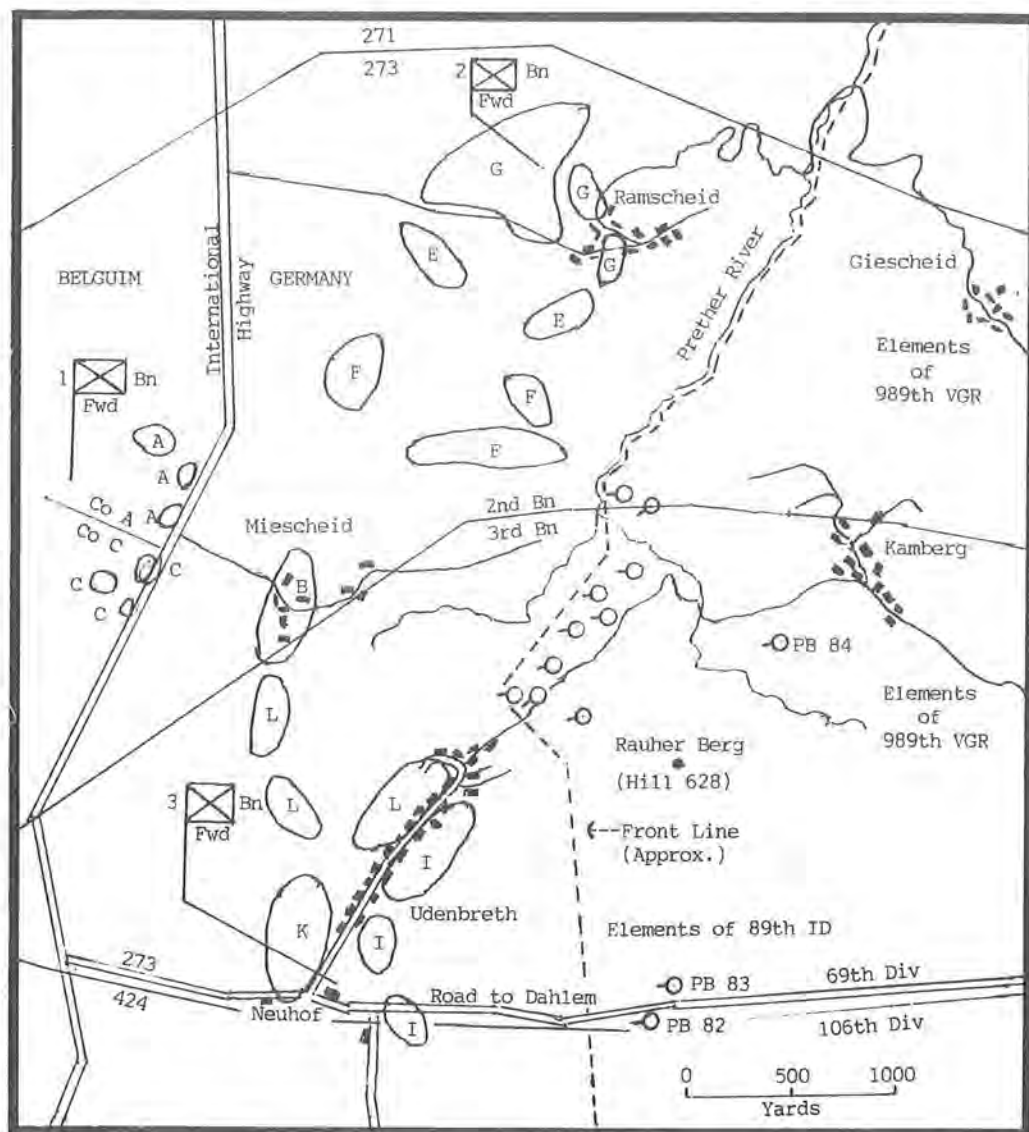 271
273
2 Bn
Fwd
G
G
Ramscheid
G
E
BELGUIM
International
Highway
GERMANY
Prether River
Giescheid
E
Elements
of
989th VGR
1 Bn
Fwd
F
F
F
A
A
A
Co A
Co C
2nd Bn
3rd Bn
Miescheid
Kamberg
C
C
C
B
PB 84
L
Elements
of
989th VGR
Rauher Berg
(Hill 628)
3 Bn
Fwd
L
L
Front Line
(Approx.)
I
Udenbreth
K
I
Elements of 89th ID
273
424
PB 83
69th Div
Neuhof
Road to Dahlem
I
PB 82
106th Div
0 500 1000
Yards